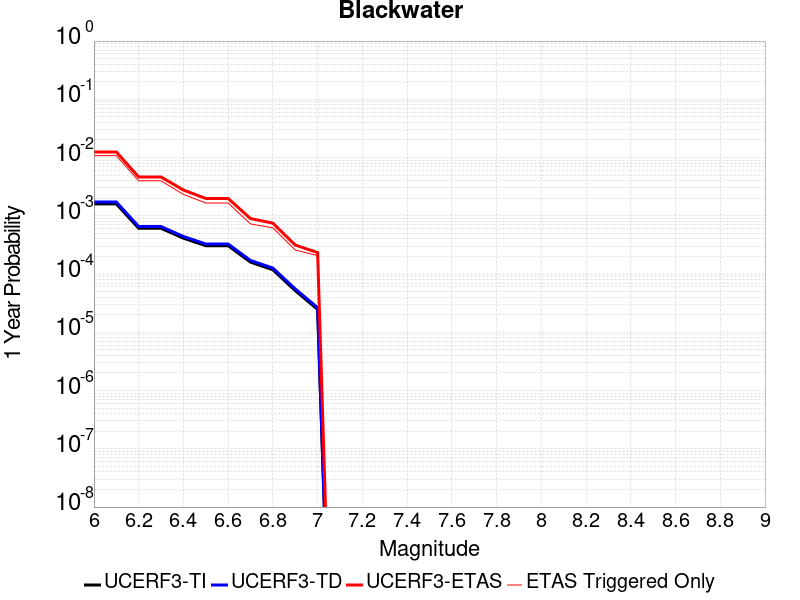 Blackwater
1 Year Probability
10^0
10^-1
10^-2
10^-3
10^-4
10^-5
10^-6
10^-7
10^-8
6 6.2 6.4 6.6 6.8 7 7.2 7.4 7.6 7.8 8 8.2 8.4 8.6 8.8 9
Magnitude
UCERF3-TI UCERF3-TD UCERF3-ETAS ETAS Triggered Only